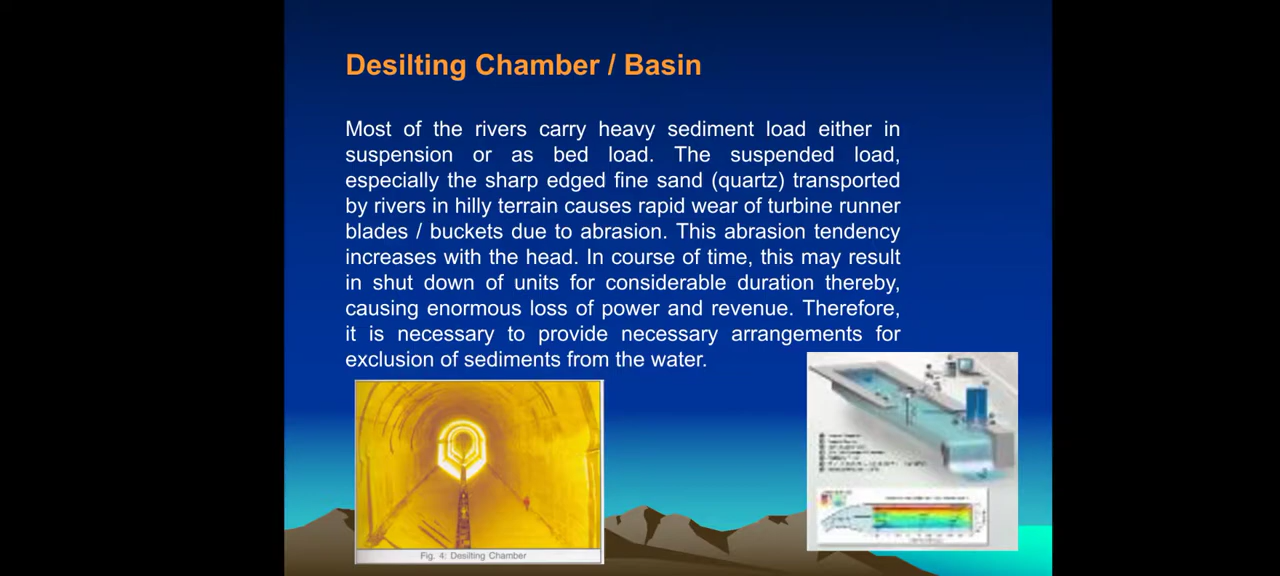 Desilting Chamber / Basin
Most of the rivers carry heavy sediment load either in
suspension or as bed load. The suspended load,
especially the sharp edged fine sand (quartz) transported
by rivers in hilly terrain causes rapid wear of turbine runner
blades / buckets due to abrasion. This abrasion tendency
increases with the head. In course of time, this may result
in shut down of units for considerable duration thereby,
causing enormous loss of power and revenue. Therefore,
it is necessary to provide necessary arrangements for
exclusion of sediments from the water.
Fig. 4: Desilting Chamber